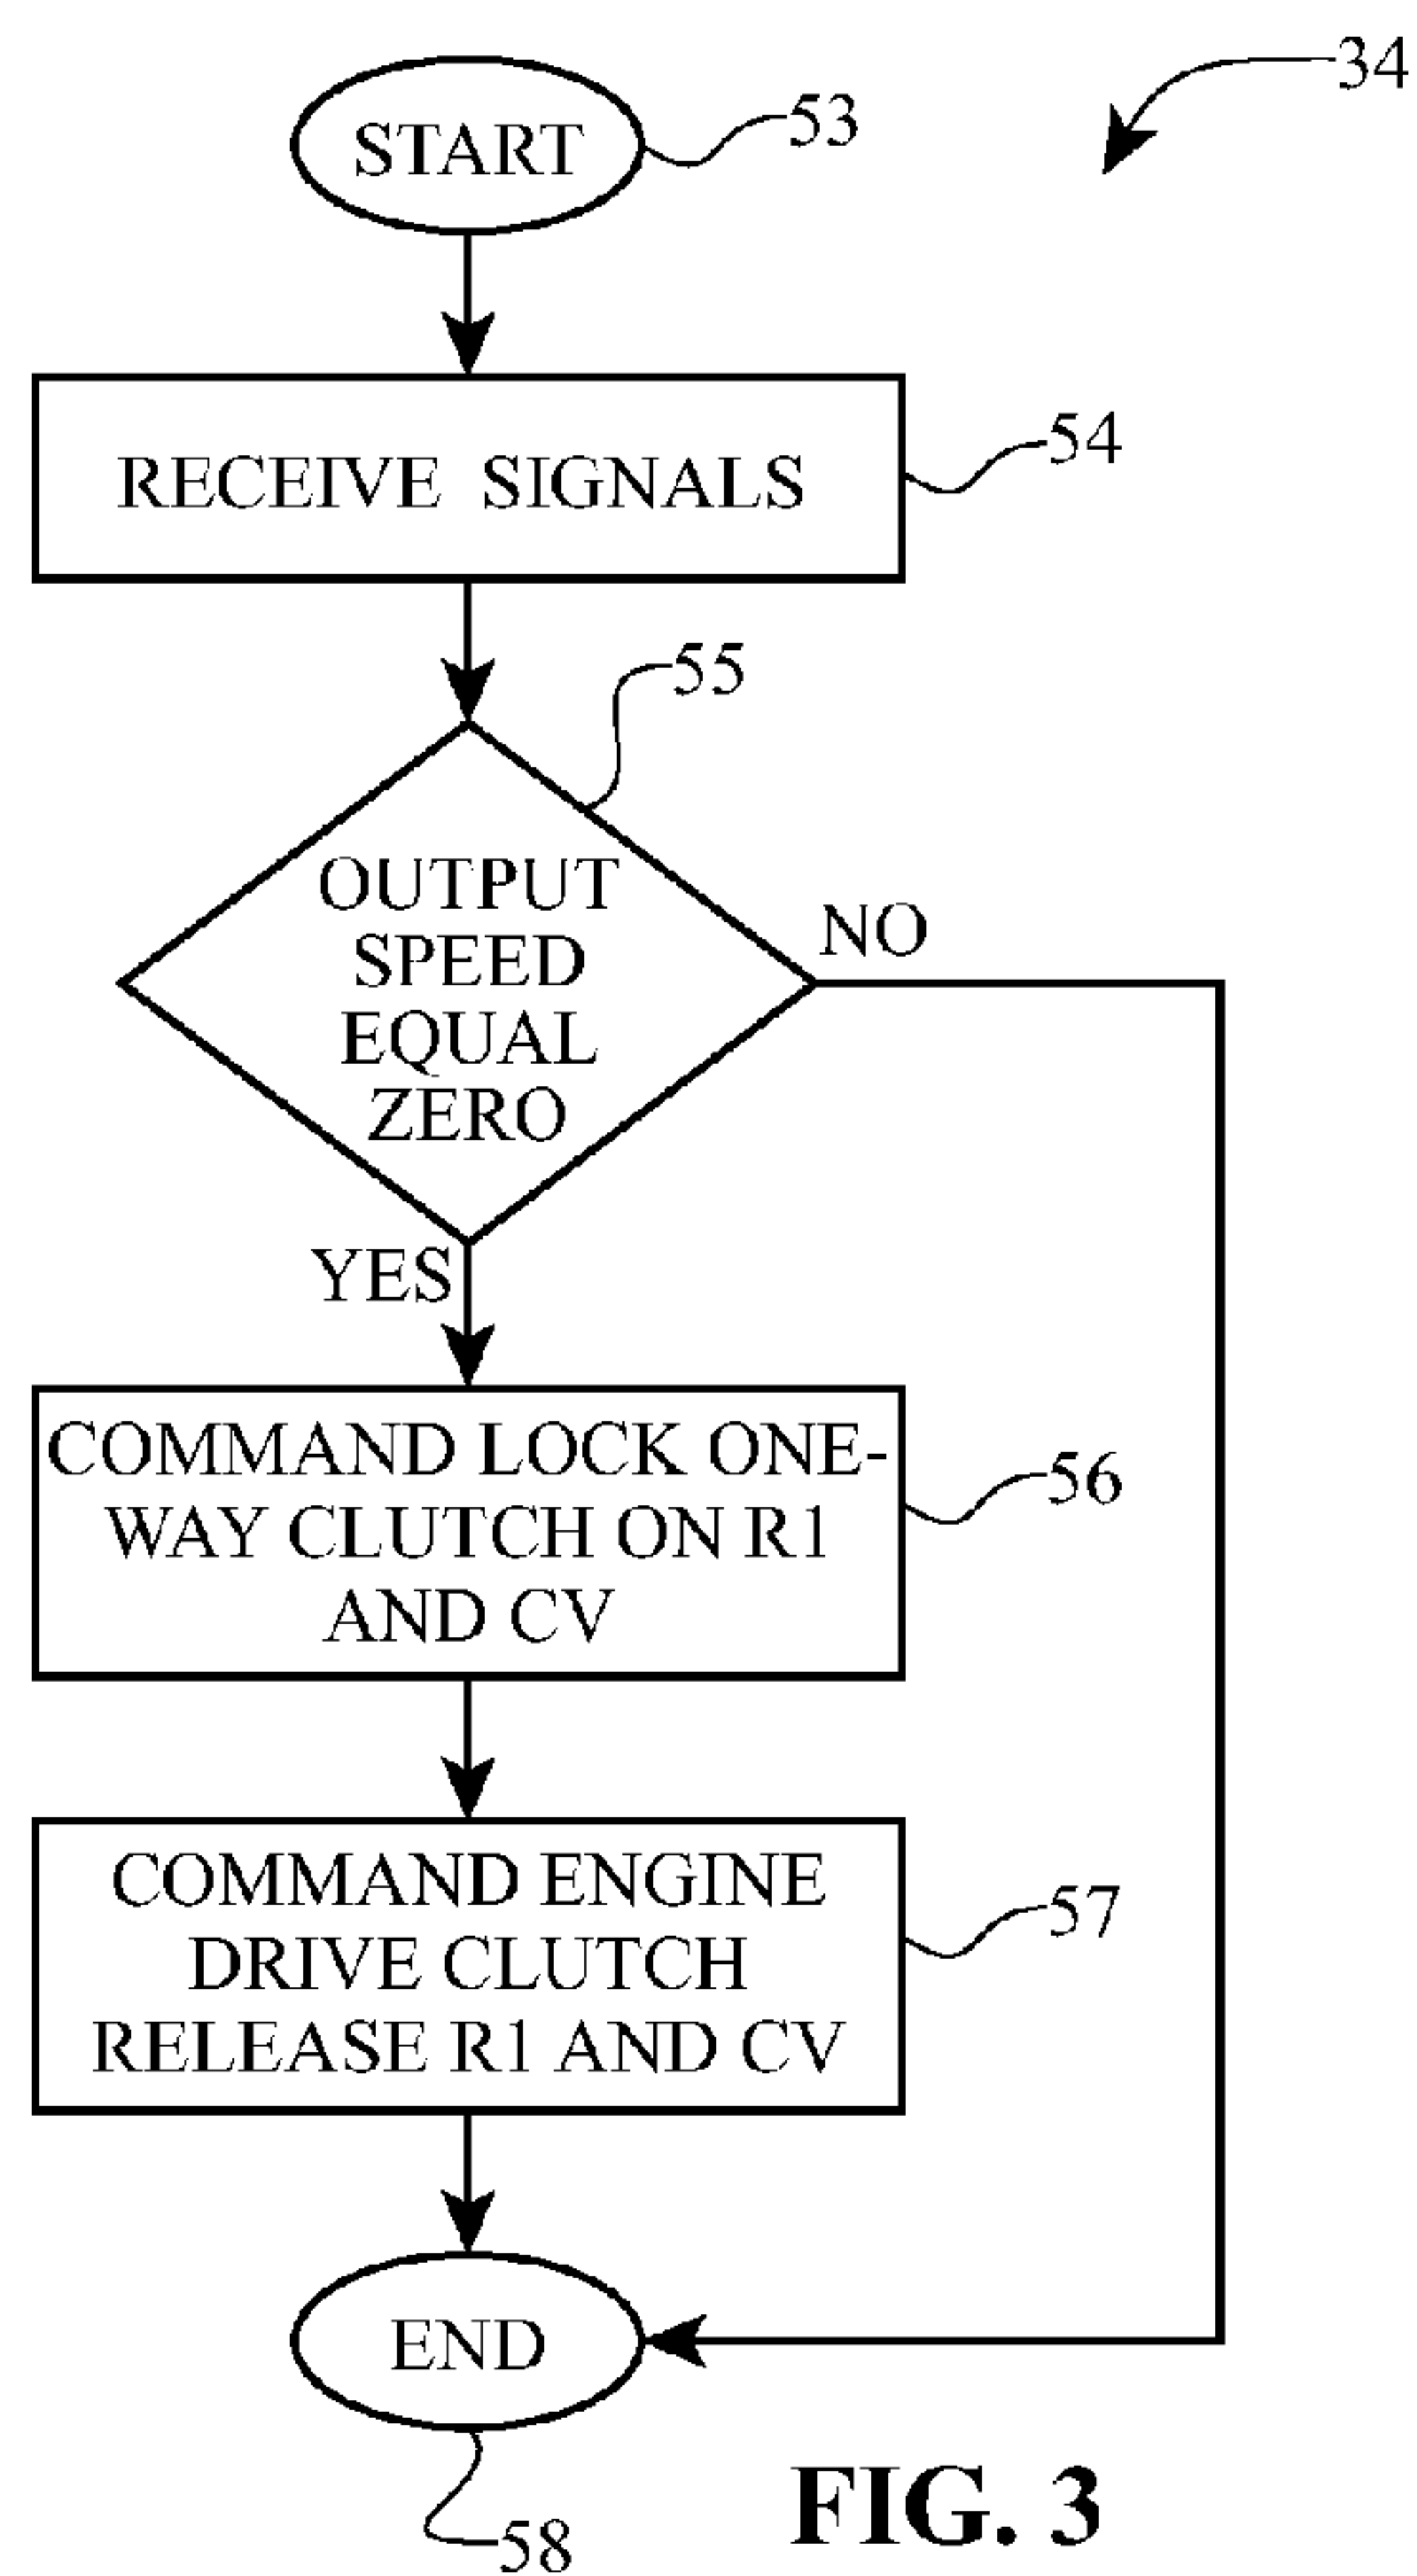 34
START
53
RECEIVE SIGNALS
54
55
OUTPUT
SPEED
EQUAL
ZERO
NO
YES
COMMAND LOCK ONE-
WAY CLUTCH ON R1
AND CV
56
COMMAND ENGINE
DRIVE CLUTCH
RELEASE R1 AND CV
57
END
58
FIG. 3